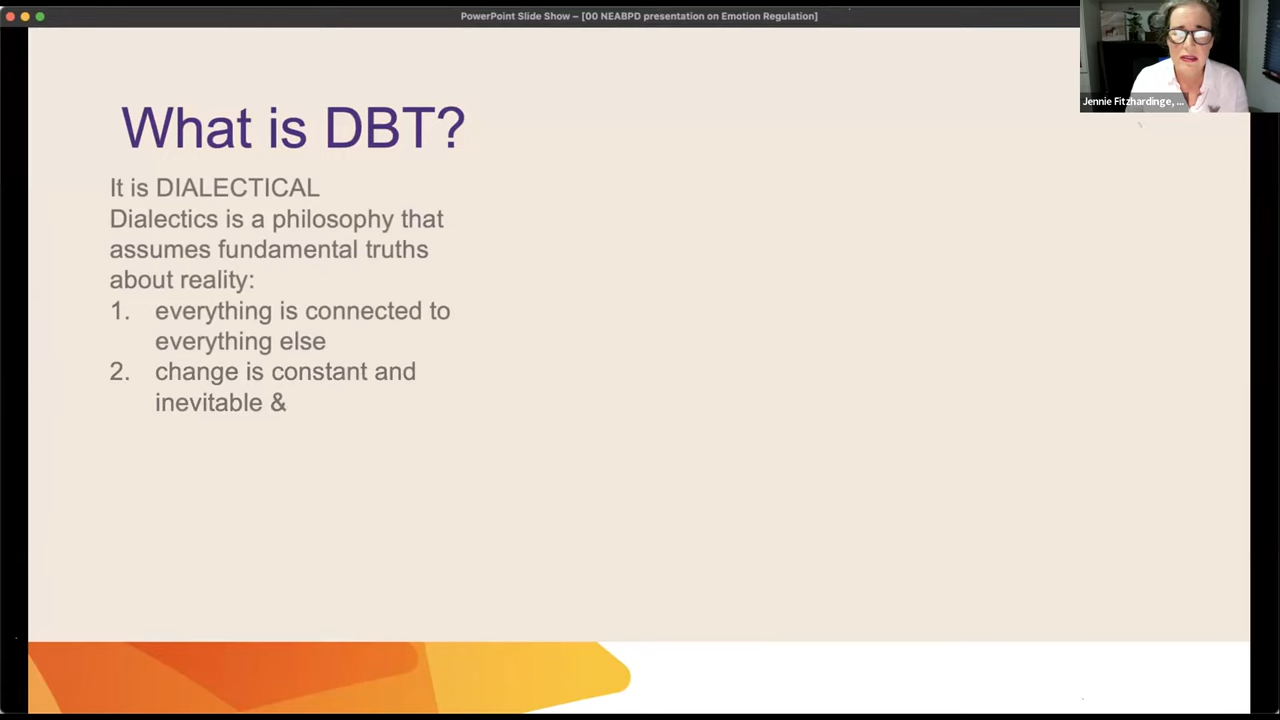 PowerPoint Slide Show – [00 NEABPD presentation on Emotion Regulation]
Jennie Fitzhardinge, ...
What is DBT?
It is DIALECTICAL
Dialectics is a philosophy that
assumes fundamental truths
about reality:
1. everything is connected to
everything else
2. change is constant and
inevitable &